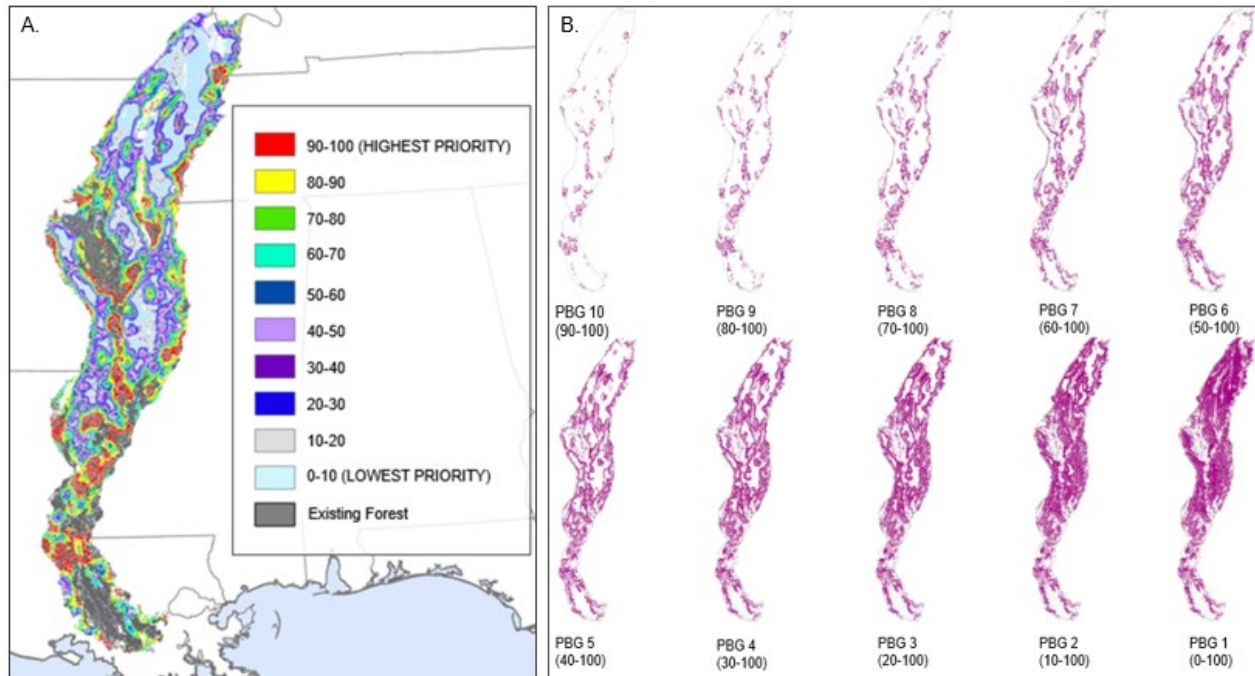 A.
90-100 (HIGHEST PRIORITY)
80-90
70-80
60-70
50-60
40-50
30-40
20-30
10-20
0-10 (LOWEST PRIORITY)
Existing Forest
B.
PBG 10
(90-100)
PBG 9
(80-100)
PBG 8
(70-100)
PBG 7
(60-100)
PBG 6
(50-100)
PBG 5
(40-100)
PBG 4
(30-100)
PBG 3
(20-100)
PBG 2
(10-100)
PBG 1
(0-100)